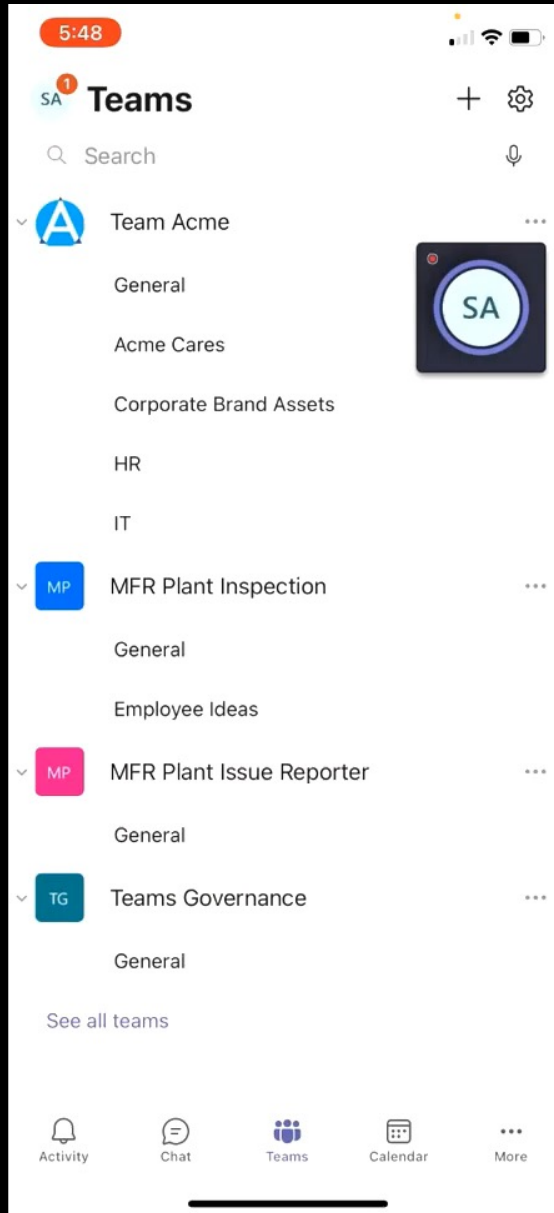 5:48
SA 1 Teams
Search
A Team Acme
General
SA
Acme Cares
Corporate Brand Assets
HR
IT
MP MFR Plant Inspection
General
Employee Ideas
MP MFR Plant Issue Reporter
General
TG Teams Governance
General
See all teams
Activity Chat Teams Calendar More